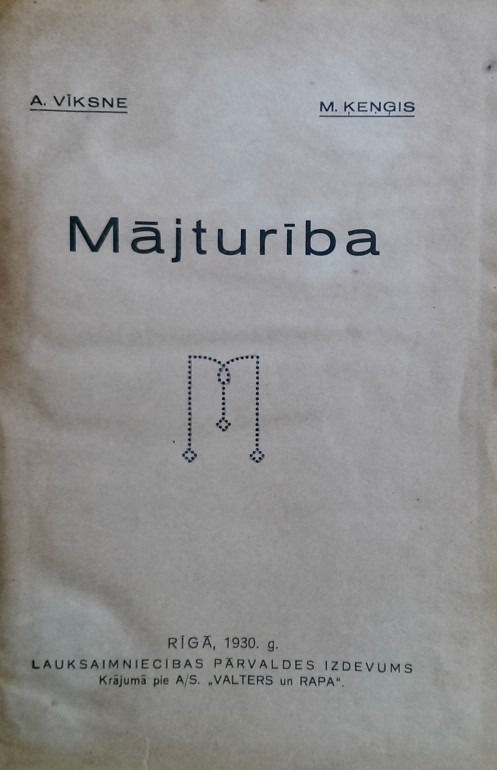 A. VĪKSNE M. ĶEŅĢIS
Mājturība
RĪGĀ, 1930. g.
LAUKSAIMNIECĪBAS PĀRVALDES IZDEVUMS
Krājumā pie A/S. „VALTERS un RAPA“.